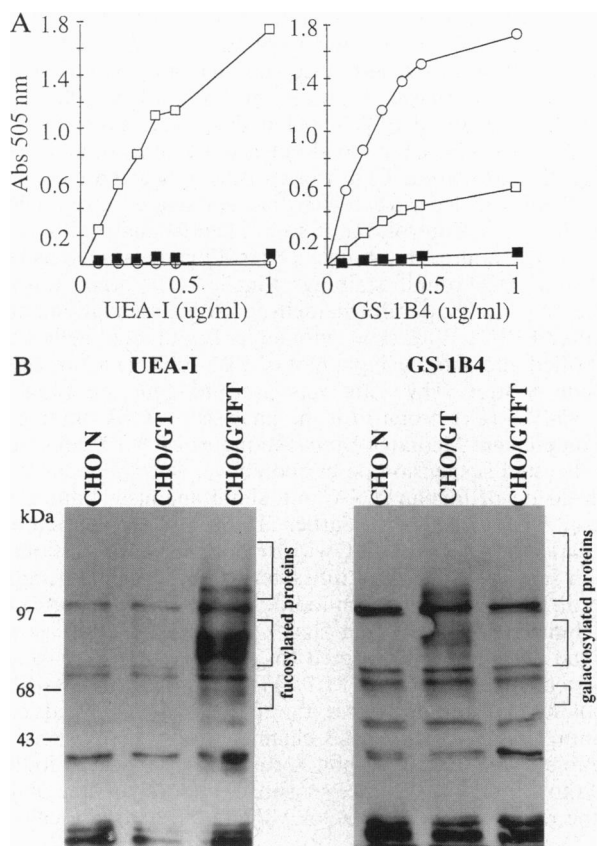 A
Abs 505 nm
1.8
1.4
1.0
0.6
0.2
0 0.5 1
UEA-I (ug/ml)
1.8
1.4
1.0
0.6
0.2
0 0.5 1
GS-1B4 (ug/ml)
B
UEA-I
GS-1B4
CHO N
CHO/GT
CHO/GTFT
CHO N
CHO/GT
CHO/GTFT
kDa
97
68
43
fucosylated proteins
galactosylated proteins